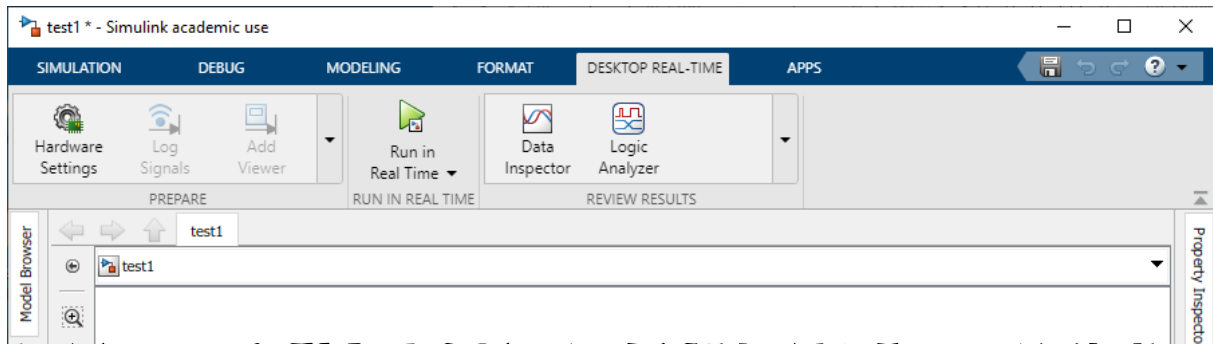 test1 * - Simulink academic use
SIMULATION DEBUG MODELING FORMAT DESKTOP REAL-TIME APPS
Hardware Settings
Log Signals
Add Viewer
Run in Real Time
Data Inspector
Logic Analyzer
PREPARE RUN IN REAL TIME REVIEW RESULTS
Model Browser
test1
test1
Property